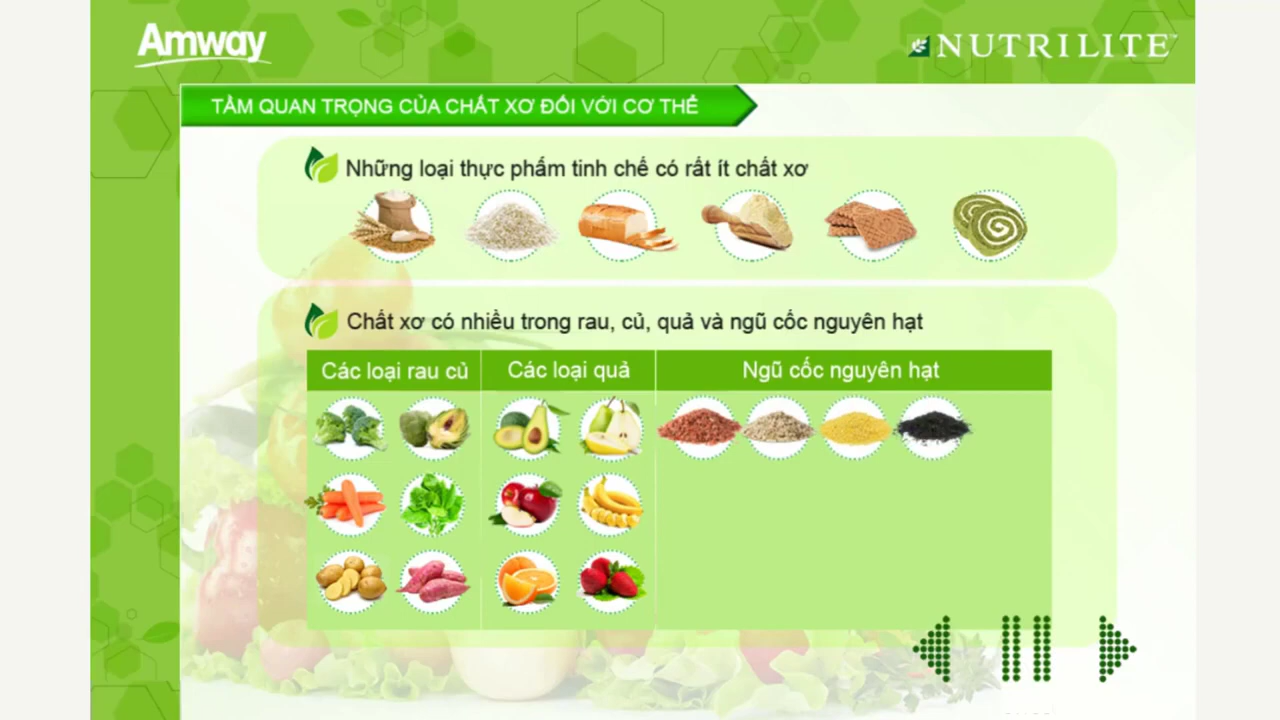 Amway
NUTRILITE
TẦM QUAN TRỌNG CỦA CHẤT XƠ ĐỐI VỚI CƠ THỂ
Những loại thực phẩm tinh chế có rất ít chất xơ
Chất xơ có nhiều trong rau, củ, quả và ngũ cốc nguyên hạt
Các loại rau củ
Các loại quả
Ngũ cốc nguyên hạt